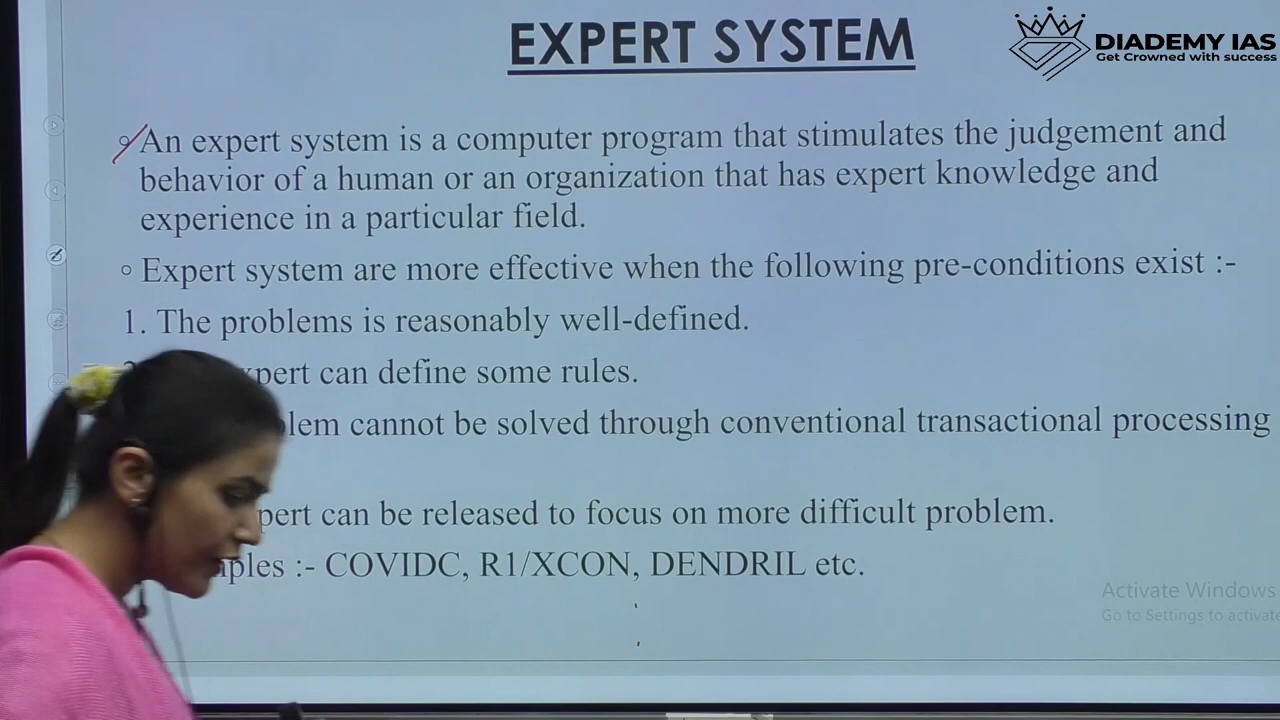 EXPERT SYSTEM
DIADEMY IAS
Get Crowned with success
An expert system is a computer program that stimulates the judgement and
behavior of a human or an organization that has expert knowledge and
experience in a particular field.
Expert system are more effective when the following pre-conditions exist :-
1. The problems is reasonably well-defined.
can define some rules.
cannot be solved through conventional transactional processing
can be released to focus on more difficult problem.
:- COVIDC, R1/XCON, DENDRIL etc.
Activate Windows
Go to Settings to activate